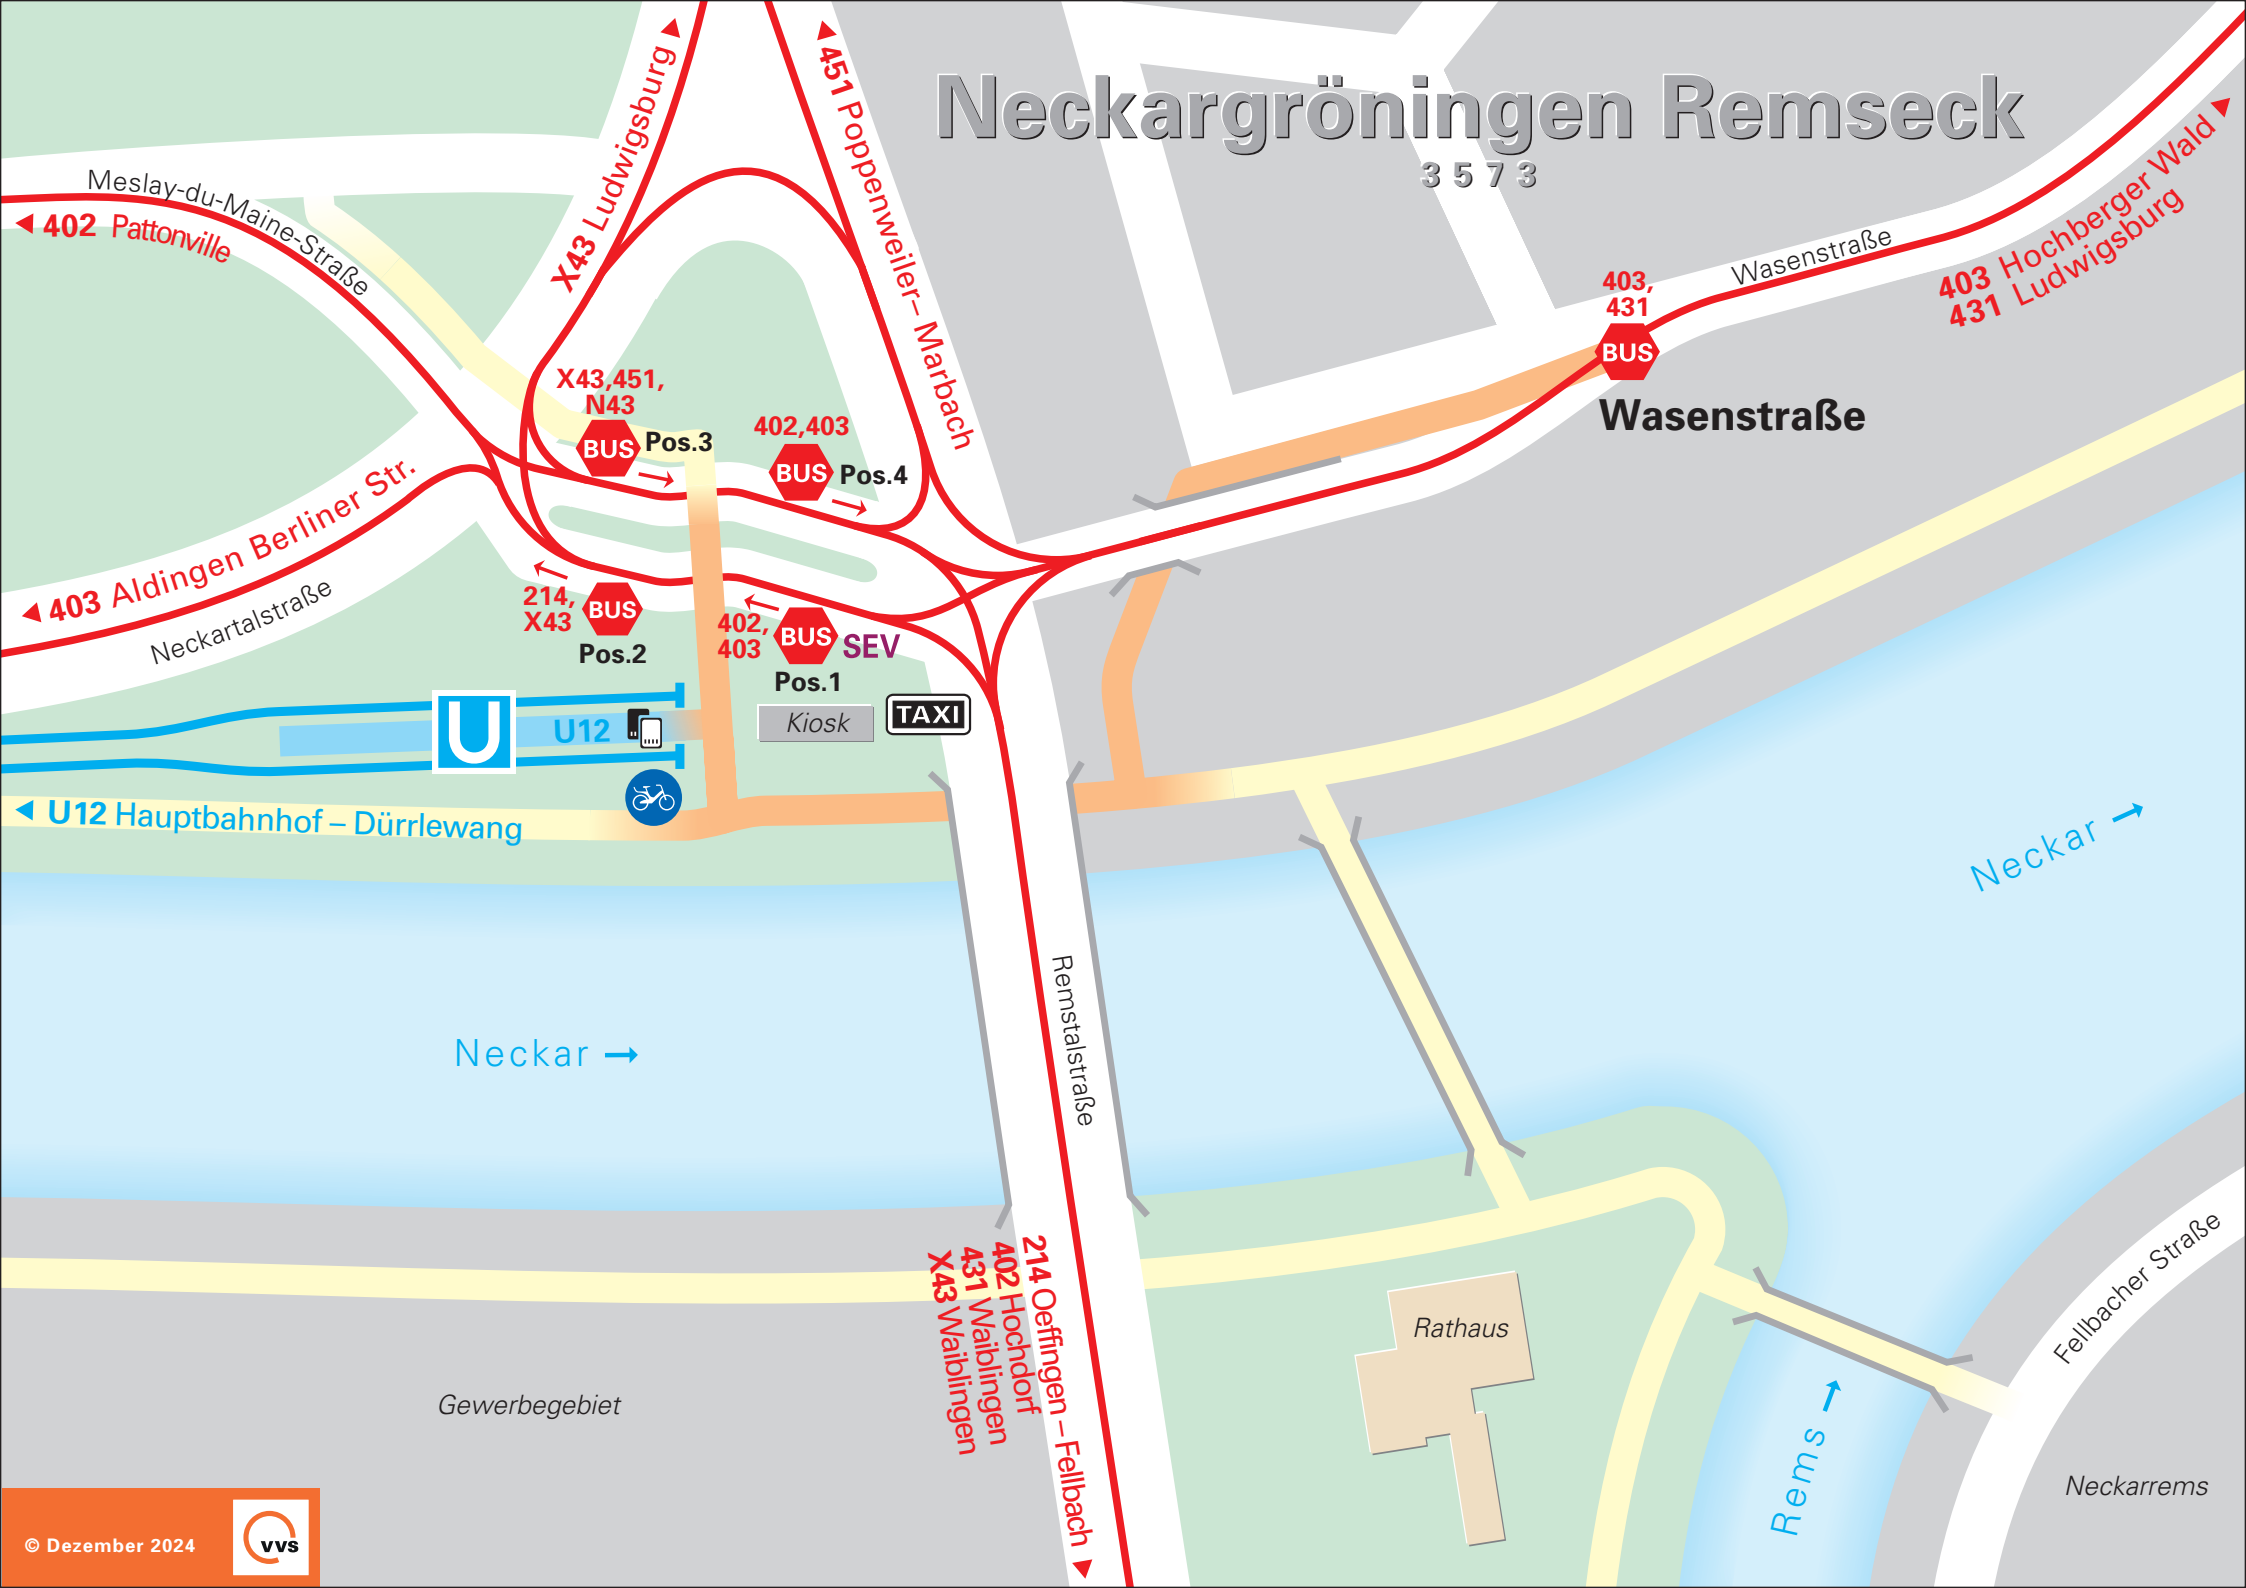 Neckargröningen Remseck
3573
X43 Ludwigsburg
451 Poppenweiler– Marbach
Meslay-du-Maine-Straße
402 Pattonville
Wasenstraße
403 Hochberger Wald
431 Ludwigsburg
403,
431
BUS
Wasenstraße
X43,451,
N43
BUS
Pos.3
402,403
BUS
Pos.4
403 Aldingen Berliner Str.
Neckartalstraße
214,
X43
BUS
Pos.2
402,
403
BUS
SEV
Pos.1
U
U12
Kiosk
TAXI
U12 Hauptbahnhof – Dürrlewang
Neckar
Neckar
Remstalstraße
214 Oeffingen – Fellbach
402 Hochdorf
431 Waiblingen
X43 Waiblingen
Rathaus
Fellbacher Straße
Gewerbegebiet
Rems
Neckarrems
© Dezember 2024
vvs